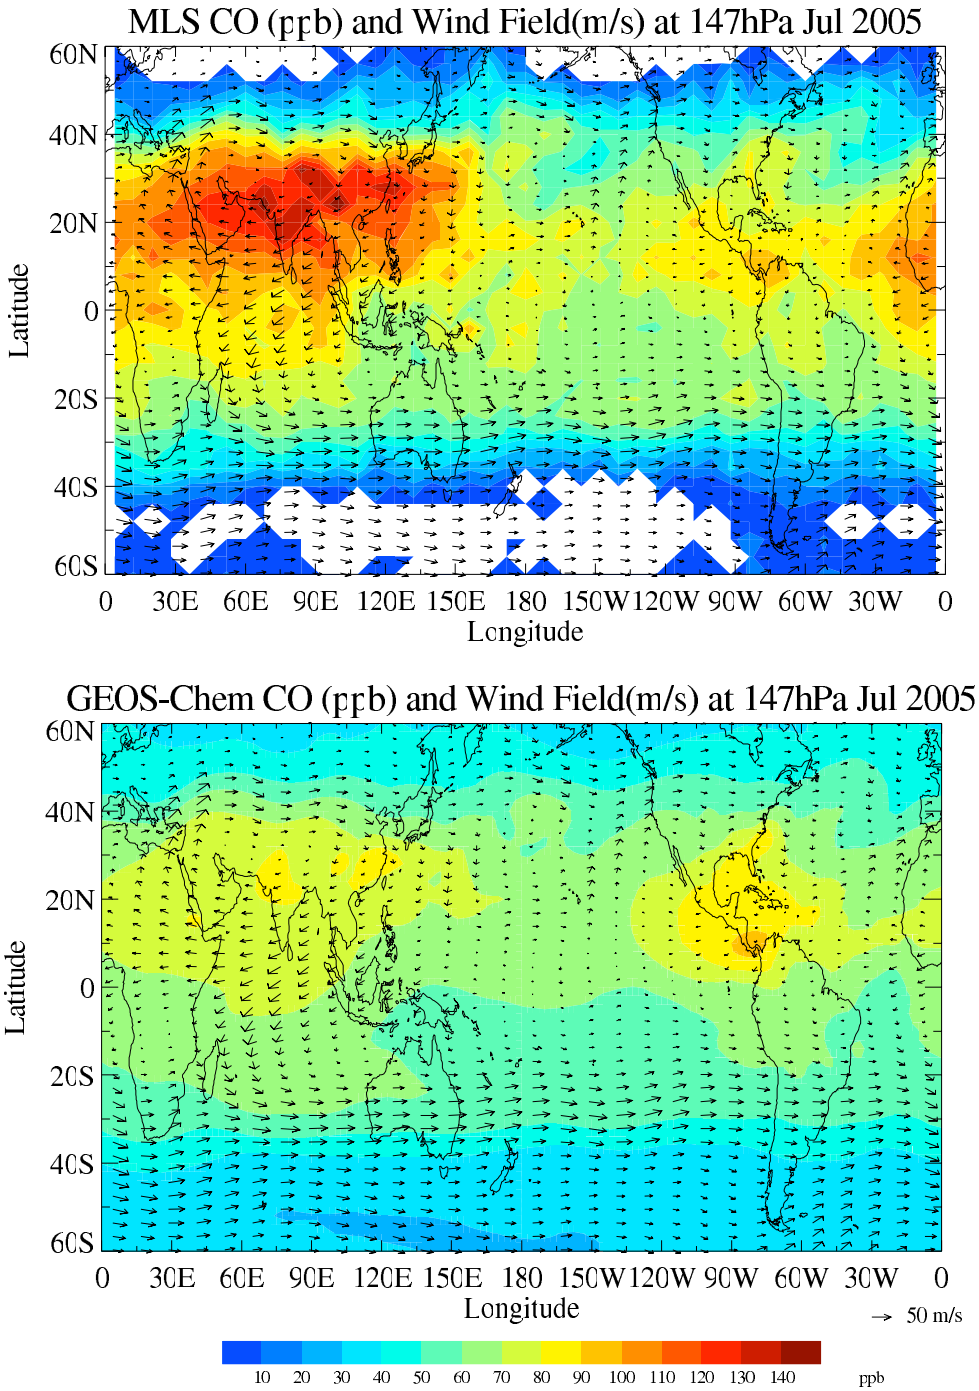 MLS CO (ppb) and Wind Field(m/s) at 147hPa Jul 2005
60N
40N
20N
0
20S
40S
60S
Latitude
0 30E 60E 90E 120E 150E 180 150W 120W 90W 60W 30W 0
Longitude
GEOS-Chem CO (ppb) and Wind Field(m/s) at 147hPa Jul 2005
60N
40N
20N
0
20S
40S
60S
Latitude
0 30E 60E 90E 120E 150E 180 150W 120W 90W 60W 30W 0
Longitude
50 m/s
10 20 30 40 50 60 70 80 90 100 110 120 130 140 ppb